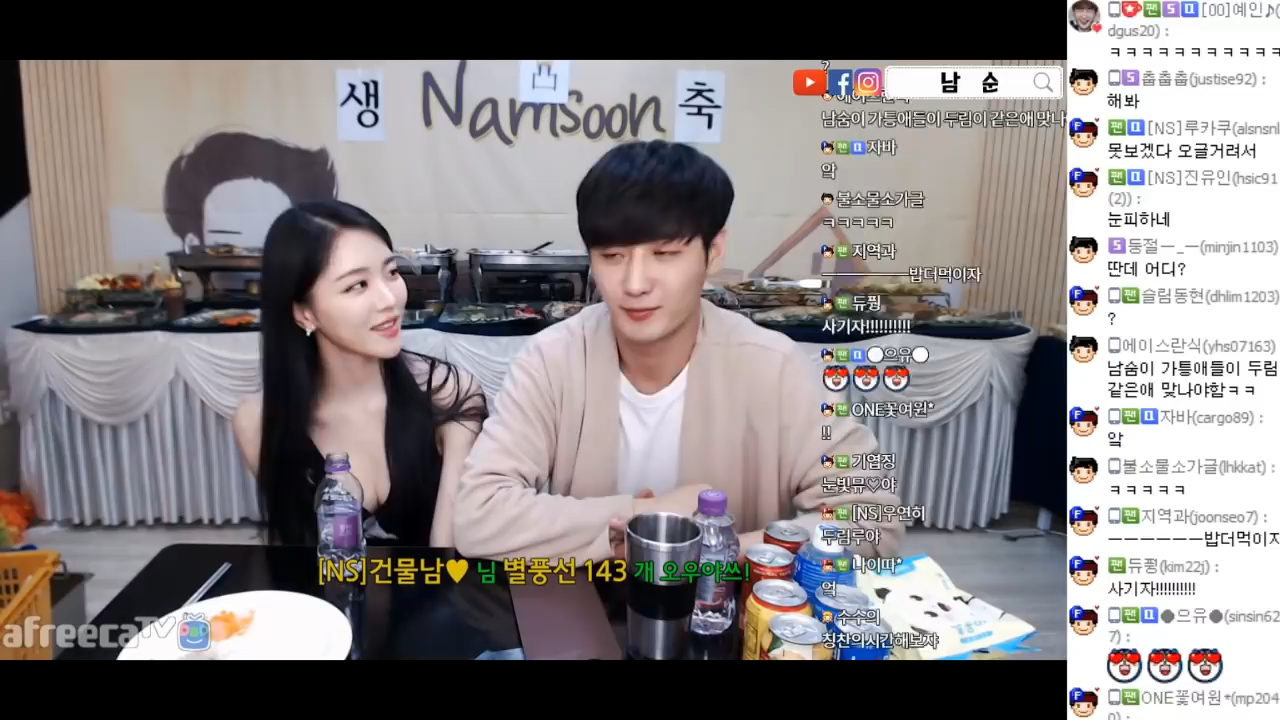 생 凸 축
Namsoon
남 순
?
남숨이 가틍애들이 두림이 같은애 맞나
자바
악
불소물소가글
ㅋㅋㅋㅋㅋ
지역과
ㅡㅡㅡㅡㅡㅡ밥더먹이자
듀퓡
사기자!!!!!!!!!!
○으유○
ONE꽃여원*
!!
기엽징
눈빛뮤♡야
[NS]우연히
두림루야
나이따*
억
수수의
칭찬의시간해보자
[NS]건물남♥ 님 별풍선 143 개 오우야쓰!
afreecaTV
[00]예인♪(
dgus20) :
ㅋㅋㅋㅋㅋㅋㅋㅋㅋㅋㅋ
춉춉춉(justise92) :
해봐
[NS]루카쿠(alsnsnl
못보겠다 오글거려서
[NS]진유인(hsic91
(2)) :
눈피하네
둥절ㅡ_ㅡ(minjin1103)
딴데 어디?
슬림동현(dhlim1203)
?
에이스란식(yhs07163)
남숨이 가틍애들이 두림
같은애 맞나야함ㅋㅋ
자바(cargo89) :
악
불소물소가글(lhkkat) :
ㅋㅋㅋㅋㅋ
지역과(joonseo7) :
ㅡㅡㅡㅡㅡㅡ밥더먹이자
듀퓡(kim22j) :
사기자!!!!!!!!!!
●으유●(sinsin62
7) :
ONE꽃여원*(mp204